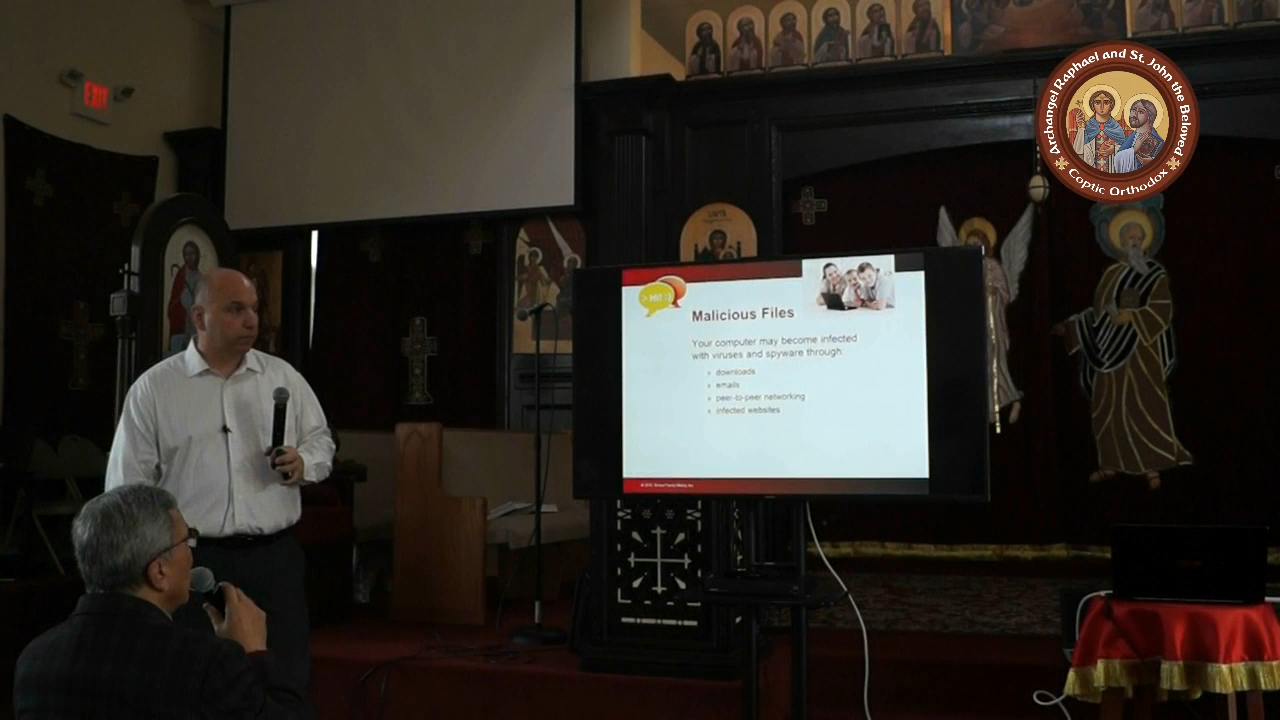 EXIT
Archangel Raphael and St. John the Beloved
Coptic Orthodox
> Hi! :)
Malicious Files
Your computer may become infected
with viruses and spyware through:
downloads
emails
peer-to-peer networking
infected websites